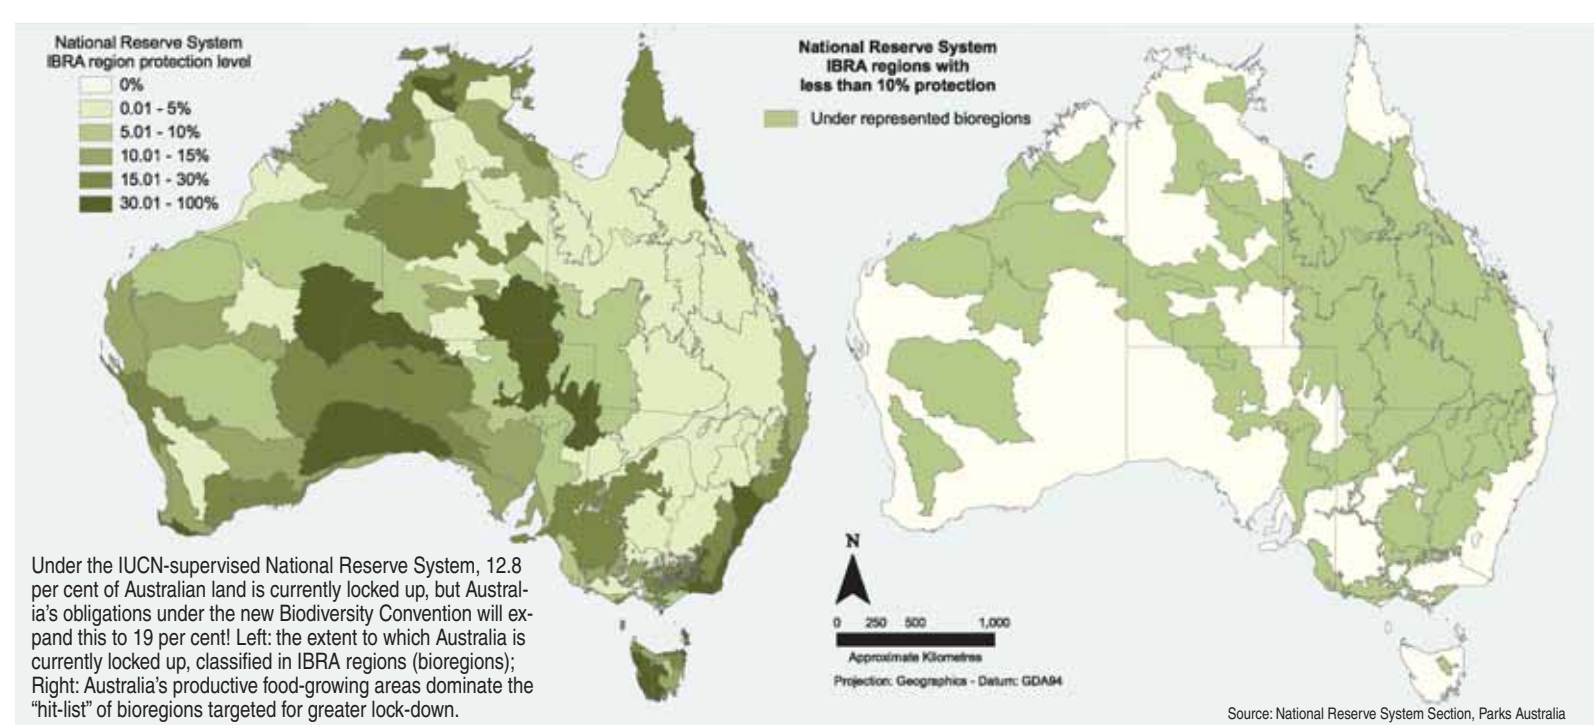 National Reserve System
IBRA region protection level
0%
0.01 - 5%
5.01 - 10%
10.01 - 15%
15.01 - 30%
30.01 - 100%
Under the IUCN-supervised National Reserve System, 12.8
per cent of Australian land is currently locked up, but Austral-
ia’s obligations under the new Biodiversity Convention will ex-
pand this to 19 per cent! Left: the extent to which Australia is
currently locked up, classified in IBRA regions (bioregions);
Right: Australia’s productive food-growing areas dominate the
“hit-list” of bioregions targeted for greater lock-down.
National Reserve System
IBRA regions with
less than 10% protection
Under represented bioregions
N
0 250 500 1,000
Approximate Kilometres
Projection: Geographics - Datum: GDA94
Source: National Reserve System Section, Parks Australia